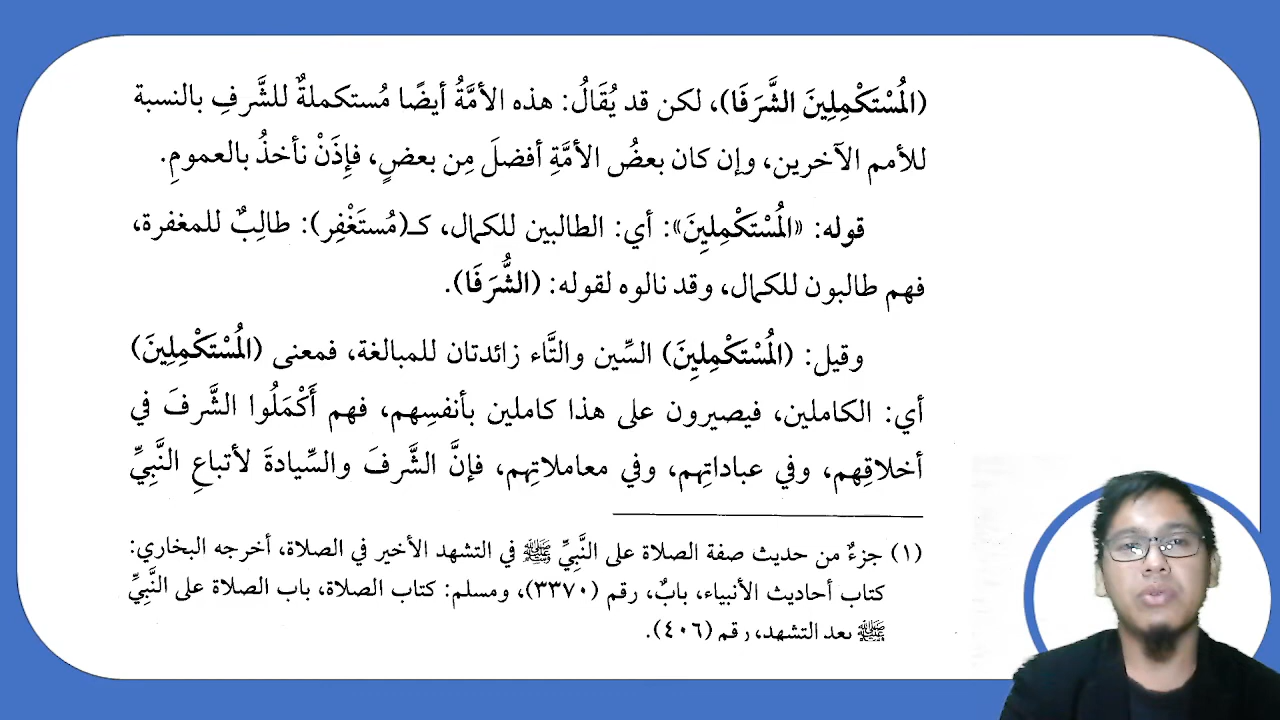 (المُسْتَكْمِلِينَ الشَّرَفَا)، لكن قد يُقَالُ: هذه الأمَّةُ أيضًا مُستكملةٌ للشَّرفِ بالنسبة
للأمم الآخرين، وإن كان بعضُ الأمَّةِ أفضلَ مِن بعضٍ، فإِذَنْ نأخذُ بالعمومِ.
قوله: «المُسْتَكْمِلِينَ»: أي: الطالبين للكمال، كـ(مُستَغْفِر): طالِبٌ للمغفرة،
فهم طالبون للكمال، وقد نالوه لقوله: (الشُّرَفَا).
وقيل: (المُسْتَكْمِلِينَ) السِّين والتَّاء زائدتان للمبالغة، فمعنى (المُسْتَكْمِلِينَ)
أي: الكاملين، فيصيرون على هذا كاملين بأنفسِهم، فهم أَكْمَلُوا الشَّرفَ في
أخلاقِهم، وفي عباداتِهم، وفي معاملاتِهم، فإنَّ الشَّرفَ والسِّيادةَ لأتباعِ النَّبِيِّ
(١) جزءٌ من حديث صفة الصلاة على النَّبِيِّ ﷺ في التشهد الأخير في الصلاة، أخرجه البخاري:
كتاب أحاديث الأنبياء، بابٌ، رقم (٣٣٧٠)، ومسلم: كتاب الصلاة، باب الصلاة على النَّبِيِّ
ﷺ بعد التشهد، رقم (٤٠٦).